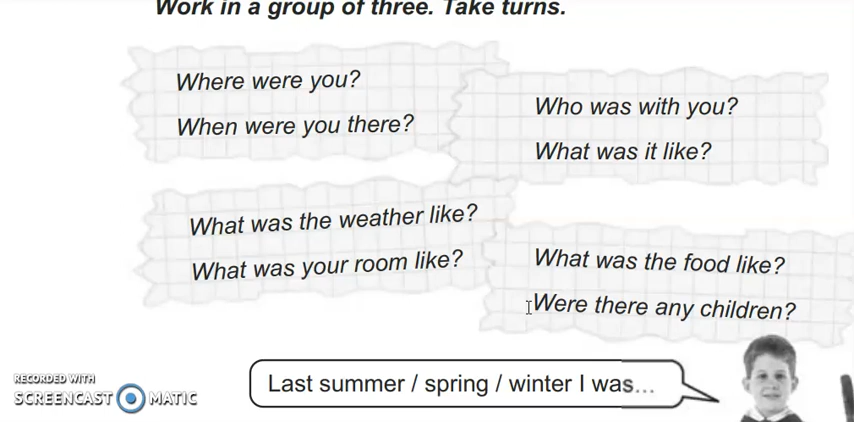 Work in a group of three. Take turns.
Where were you?
When were you there?
Who was with you?
What was it like?
What was the weather like?
What was your room like?
What was the food like?
Were there any children?
Last summer / spring / winter I was...
RECORDED WITH
SCREENCAST MATIC